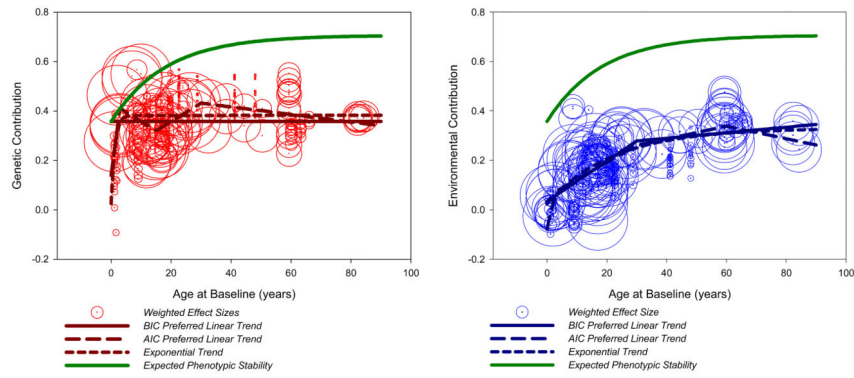 0.8
0.6
0.4
0.2
0.0
-0.2
Genetic Contribution
0 20 40 60 80 100
Age at Baseline (years)
Weighted Effect Sizes
BIC Preferred Linear Trend
AIC Preferred Linear Trend
Exponential Trend
Expected Phenotypic Stability
0.8
0.6
0.4
0.2
0.0
-0.2
Environmental Contribution
0 20 40 60 80 100
Age at Baseline (years)
Weighted Effect Size
BIC Preferred Linear Trend
AIC Preferred Linear Trend
Exponential Trend
Expected Phenotypic Stability